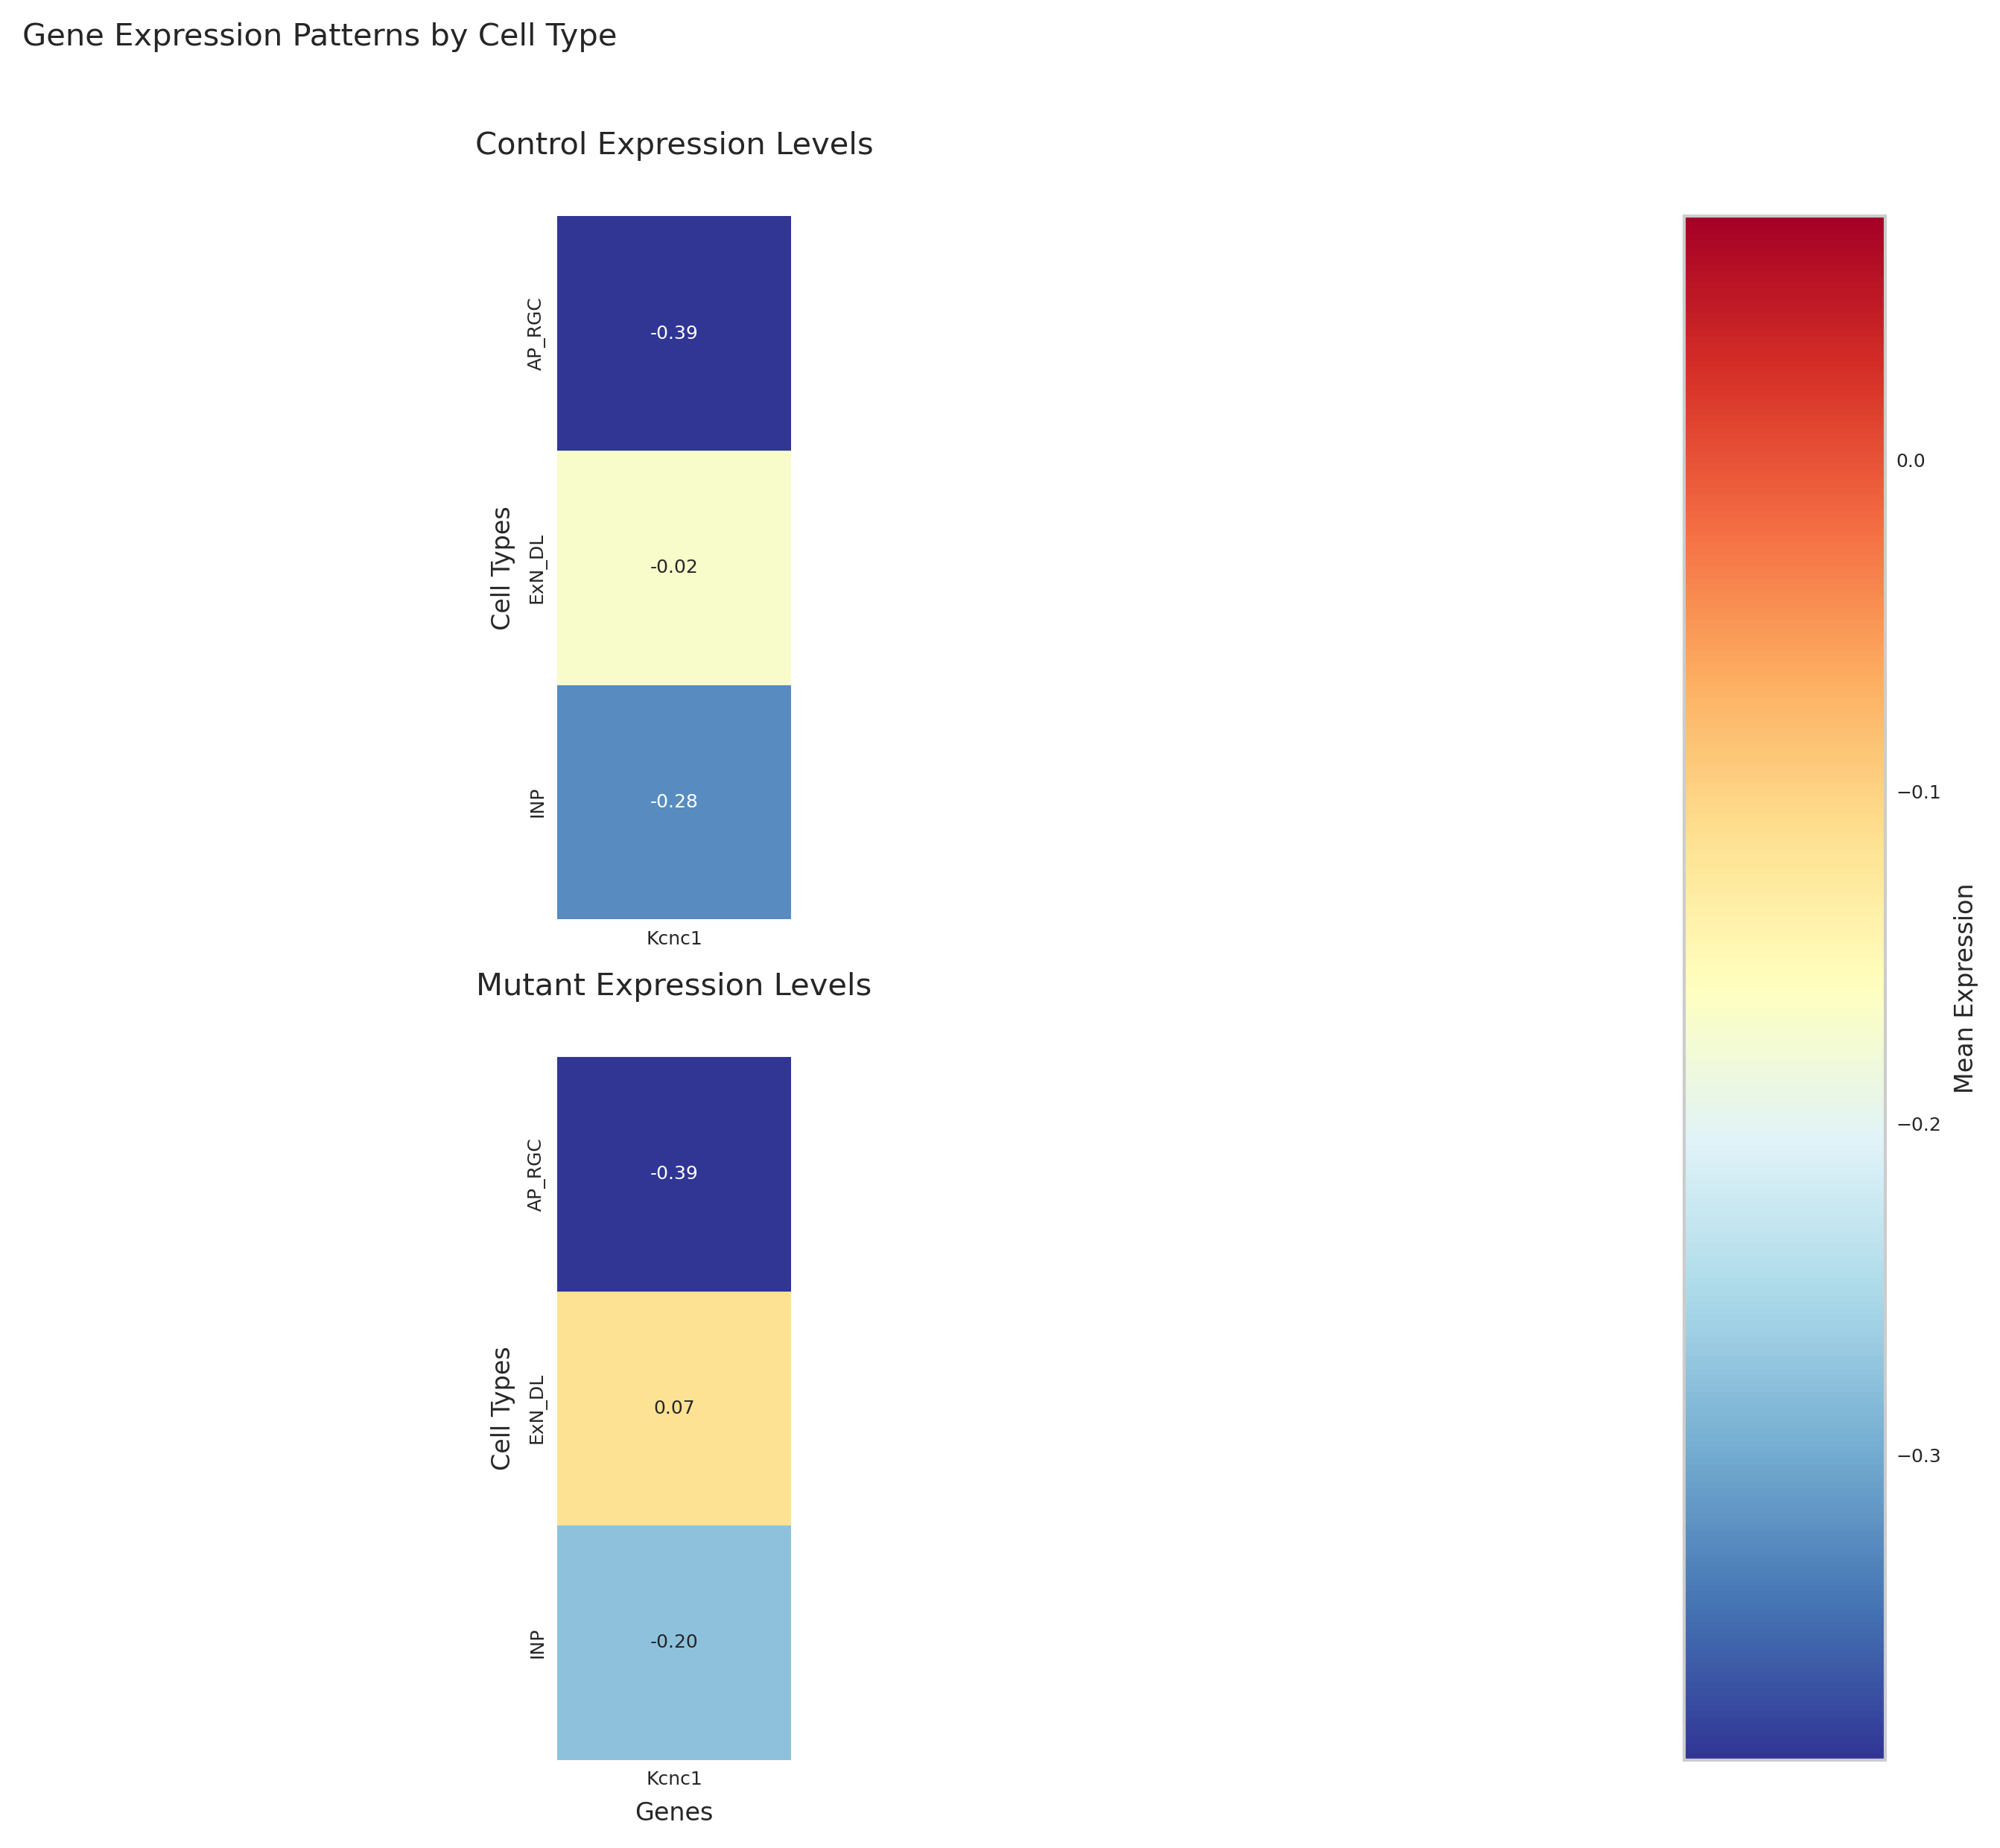 Gene Expression Patterns by Cell Type
Control Expression Levels
Cell Types
AP_RGC
-0.39
ExN_DL
-0.02
INP
-0.28
Kcnc1
Mutant Expression Levels
Cell Types
AP_RGC
-0.39
ExN_DL
0.07
INP
-0.20
Kcnc1
Genes
0.0
−0.1
−0.2
−0.3
Mean Expression